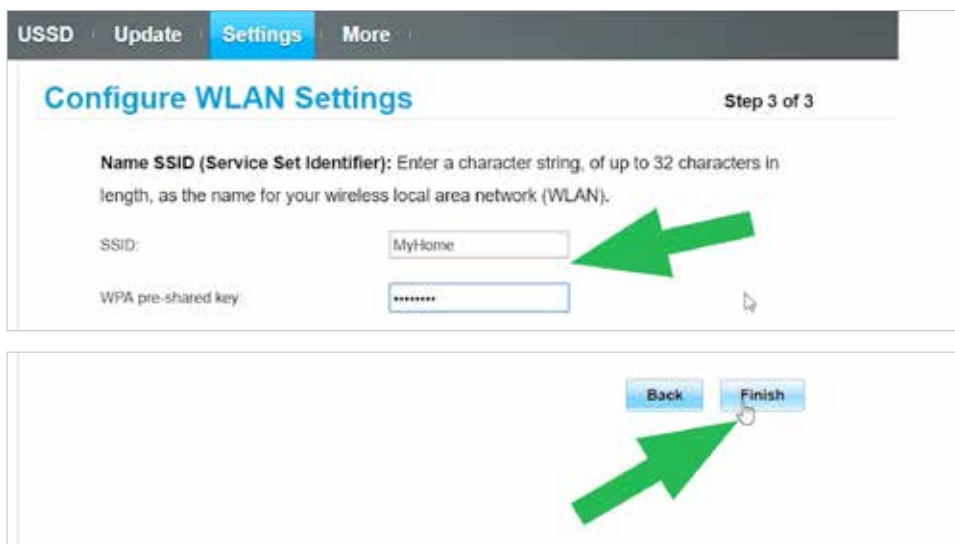 USSD Update Settings More
Configure WLAN Settings Step 3 of 3
Name SSID (Service Set Identifier): Enter a character string, of up to 32 characters in
length, as the name for your wireless local area network (WLAN).
SSID: MyHome
WPA pre-shared key: ••••••••
Back Finish